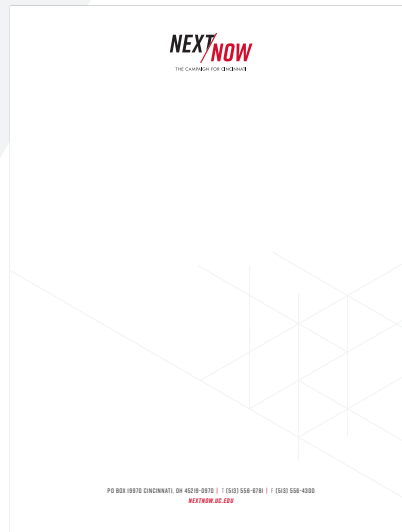 NEXT/NOW
THE CAMPAIGN FOR CINCINNATI
PO BOX 19970 CINCINNATI, OH 45219-0970 | T (513) 556-6781 | F (513) 556-4300
NEXTNOW.UC.EDU